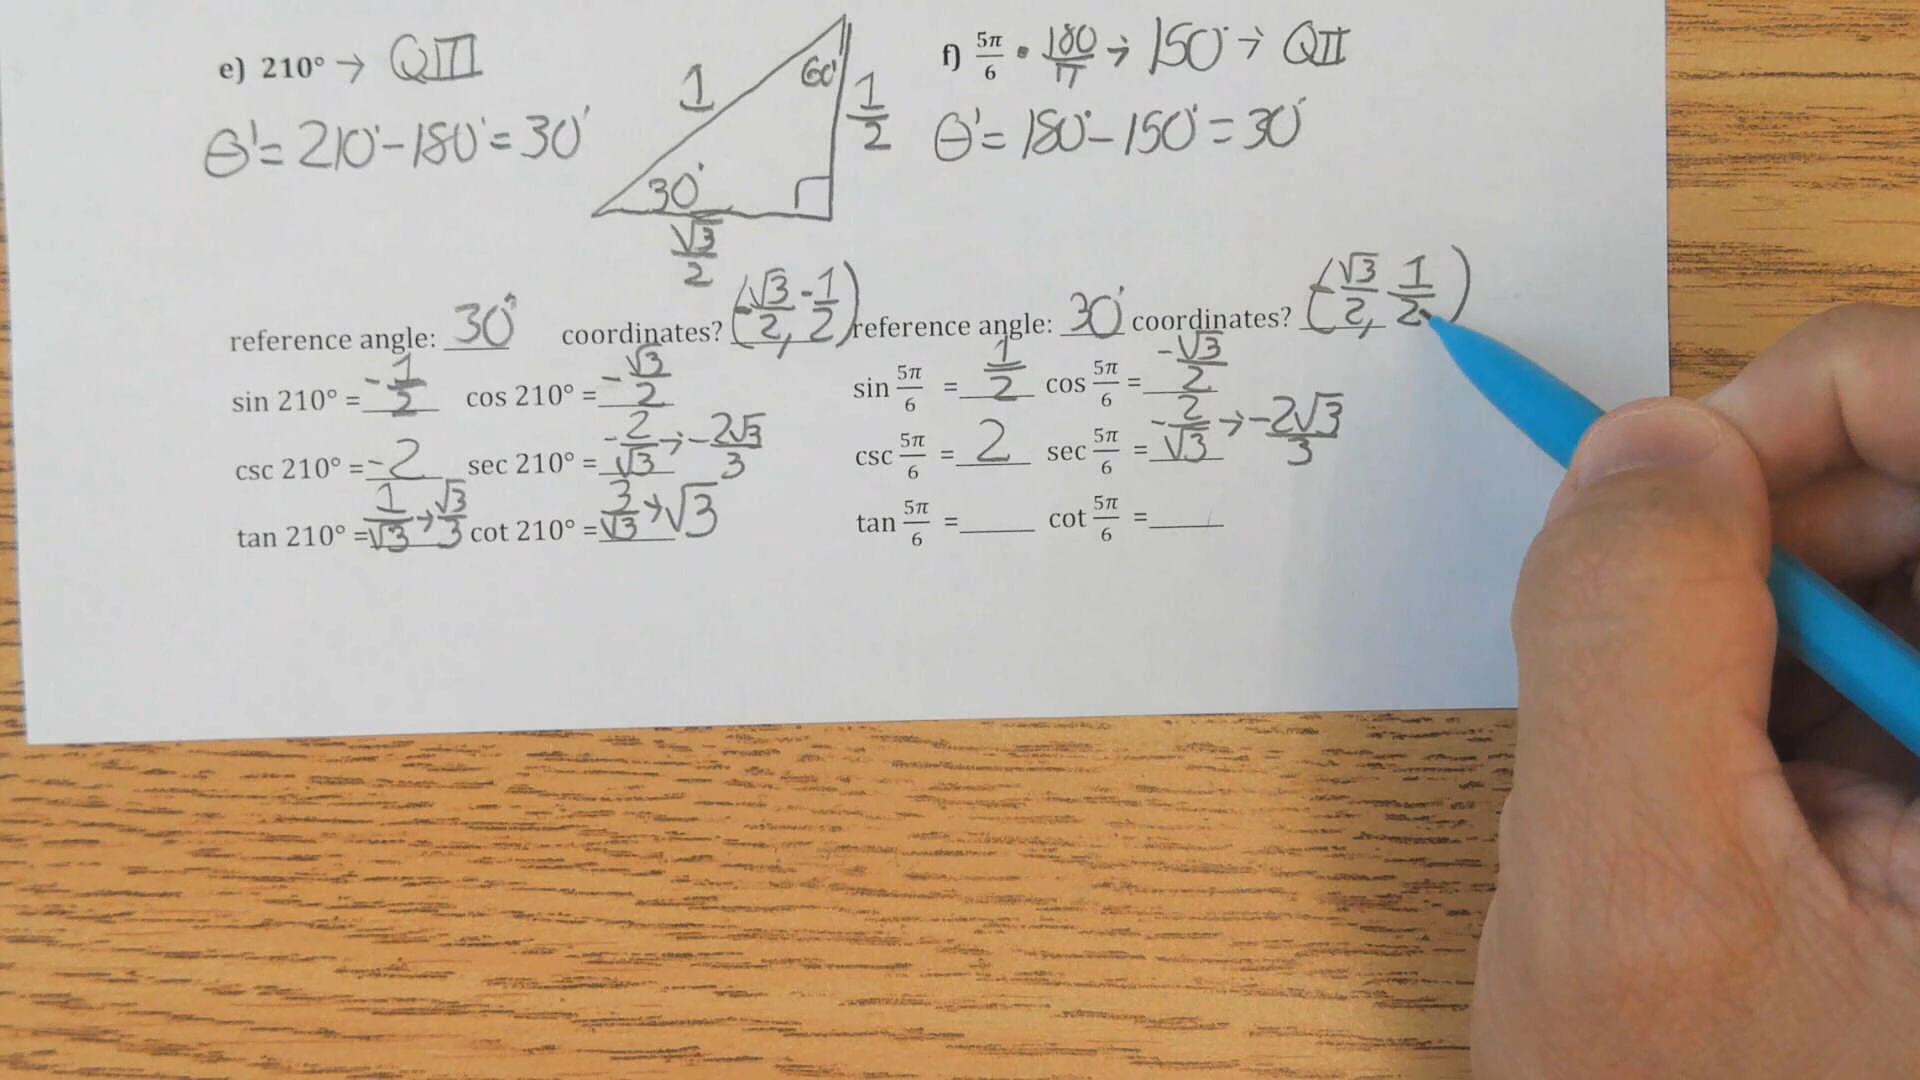 e) 210° → QIII
θ' = 210° - 180° = 30°
1
60°
1/2
30°
√3/2
reference angle: 30° coordinates? (-√3/2, -1/2)
sin 210° = -1/2 cos 210° = -√3/2
csc 210° = -2 sec 210° = -2/√3 → -2√3/3
tan 210° = 1/√3 → √3/3 cot 210° = 3/√3 → √3
f) 5π/6 • 180/π → 150° → QII
θ' = 180° - 150° = 30°
reference angle: 30° coordinates? (-√3/2, 1/2)
sin 5π/6 = 1/2 cos 5π/6 = -√3/2
csc 5π/6 = 2 sec 5π/6 = -2/√3 → -2√3/3
tan 5π/6 = ____ cot 5π/6 = ____